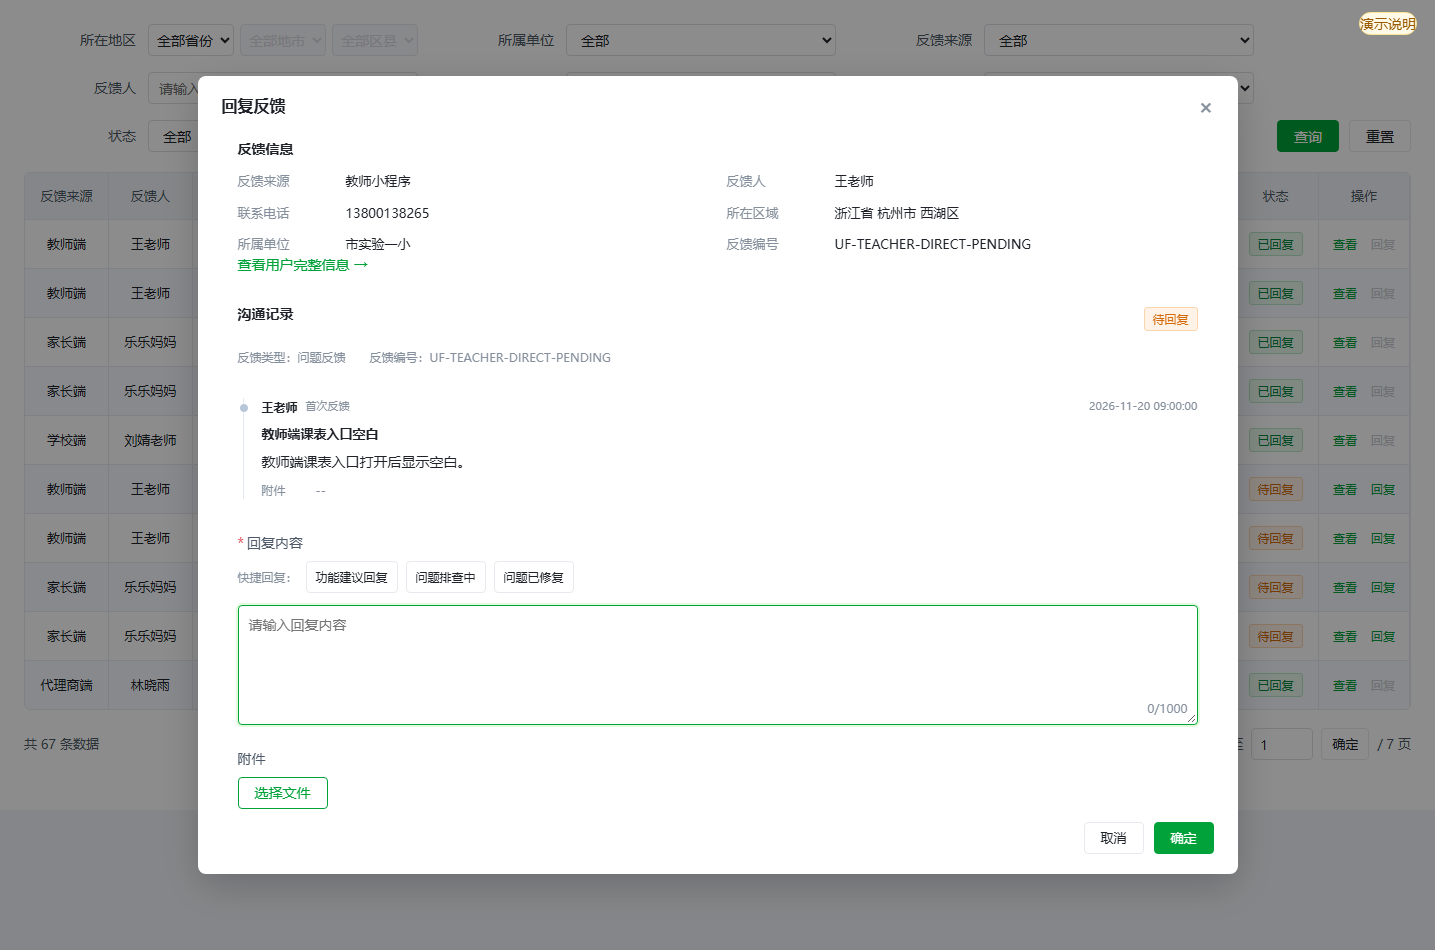 所在地区 全部省份 全部地市 全部区县 所属单位 全部 反馈来源 全部 演示说明
反馈人 请输入
状态 全部 查询 重置
回复反馈 ×
反馈信息
反馈来源 教师小程序 反馈人 王老师
联系电话 13800138265 所在区域 浙江省 杭州市 西湖区
所属单位 市实验一小 反馈编号 UF-TEACHER-DIRECT-PENDING
查看用户完整信息 →
沟通记录 待回复
反馈类型：问题反馈 反馈编号：UF-TEACHER-DIRECT-PENDING
王老师 首次反馈 2026-11-20 09:00:00
教师端课表入口空白
教师端课表入口打开后显示空白。
附件 --
* 回复内容
快捷回复： 功能建议回复 问题排查中 问题已修复
请输入回复内容
0/1000
附件
选择文件
取消 确定
反馈来源 反馈人 状态 操作
教师端 王老师 已回复 查看 回复
教师端 王老师 已回复 查看 回复
家长端 乐乐妈妈 已回复 查看 回复
家长端 乐乐妈妈 已回复 查看 回复
学校端 刘婧老师 已回复 查看 回复
教师端 王老师 待回复 查看 回复
教师端 王老师 待回复 查看 回复
家长端 乐乐妈妈 待回复 查看 回复
家长端 乐乐妈妈 待回复 查看 回复
代理商端 林晓雨 已回复 查看 回复
共 67 条数据 1 确定 / 7 页